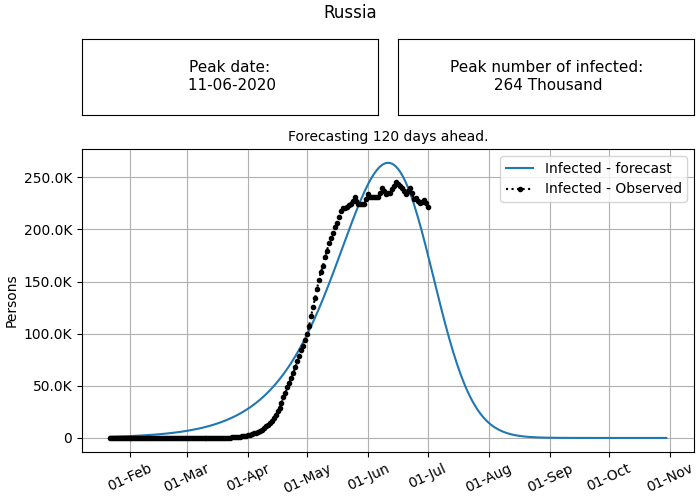 Russia
Peak date:
11-06-2020
Peak number of infected:
264 Thousand
Forecasting 120 days ahead.
Infected - forecast
Infected - Observed
250.0K
200.0K
150.0K
100.0K
50.0K
0
Persons
01-Feb
01-Mar
01-Apr
01-May
01-Jun
01-Jul
01-Aug
01-Sep
01-Oct
01-Nov